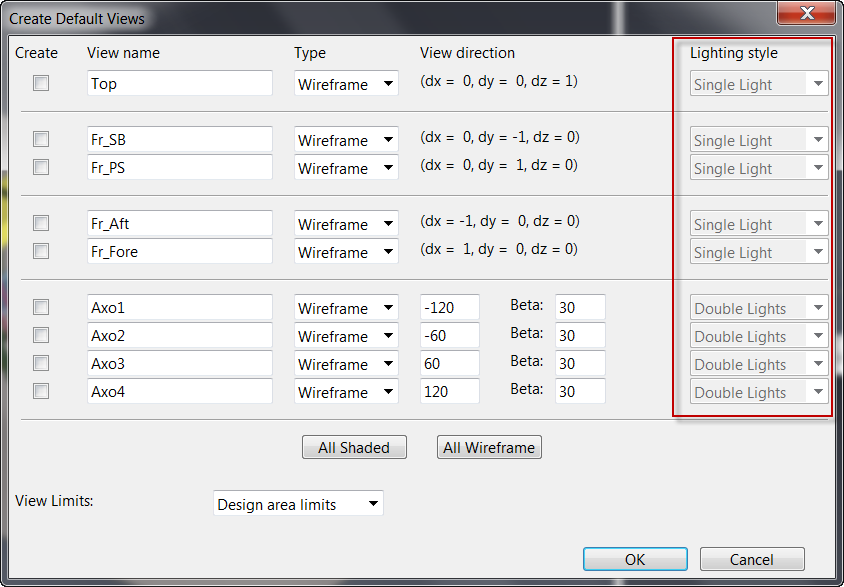 Create Default Views
Create View name Type View direction Lighting style
Top Wireframe (dx = 0, dy = 0, dz = 1) Single Light
Fr_SB Wireframe (dx = 0, dy = -1, dz = 0) Single Light
Fr_PS Wireframe (dx = 0, dy = 1, dz = 0) Single Light
Fr_Aft Wireframe (dx = -1, dy = 0, dz = 0) Single Light
Fr_Fore Wireframe (dx = 1, dy = 0, dz = 0) Single Light
Axo1 Wireframe -120 Beta: 30 Double Lights
Axo2 Wireframe -60 Beta: 30 Double Lights
Axo3 Wireframe 60 Beta: 30 Double Lights
Axo4 Wireframe 120 Beta: 30 Double Lights
All Shaded All Wireframe
View Limits: Design area limits
OK Cancel